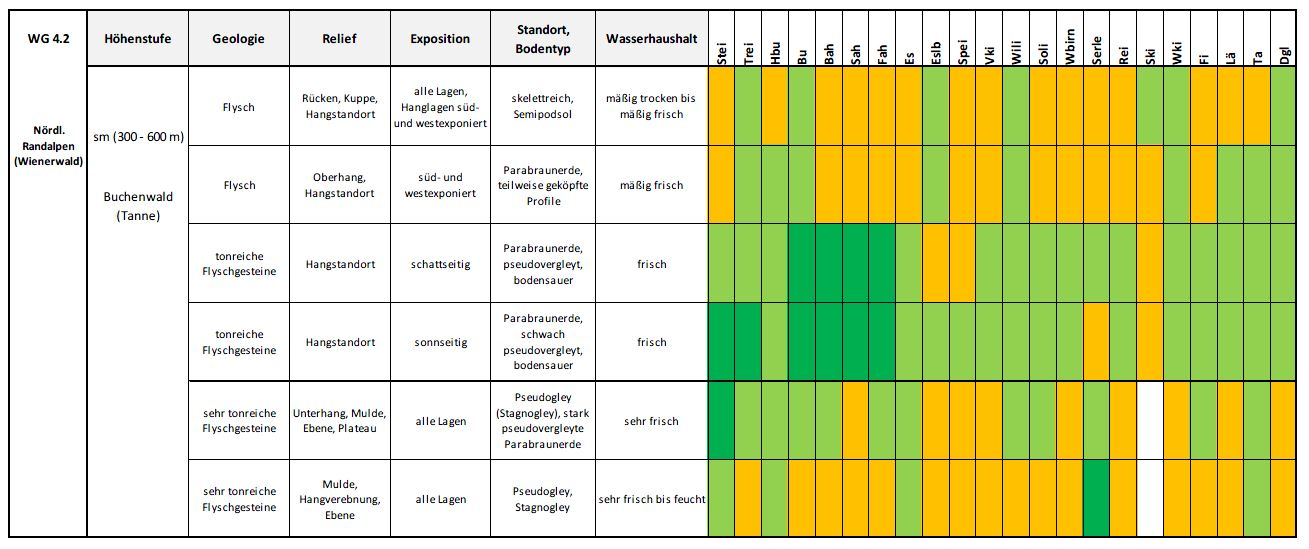 WG 4.2
Höhenstufe
Geologie
Relief
Exposition
Standort,
Bodentyp
Wasserhaushalt
Stei
Trei
Hbu
Bu
Bah
Sah
Fah
Es
Eslb
Spei
Vki
Wili
Soli
Wbirn
Serle
Rei
Ski
Wki
Fi
Lä
Ta
Dgl
Nördl.
Randalpen
(Wienerwald)
sm (300 - 600 m)
Buchenwald
(Tanne)
Flysch
Rücken, Kuppe,
Hangstandort
alle Lagen,
Hanglagen süd-
und westexponiert
skelettreich,
Semipodsol
mäßig trocken bis
mäßig frisch
Flysch
Oberhang,
Hangstandort
süd- und
westexponiert
Parabraunerde,
teilweise geköpfte
Profile
mäßig frisch
tonreiche
Flyschgesteine
Hangstandort
schattseitig
Parabraunerde,
pseudovergleyt,
bodensauer
frisch
tonreiche
Flyschgesteine
Hangstandort
sonnseitig
Parabraunerde,
schwach
pseudovergleyt,
bodensauer
frisch
sehr tonreiche
Flyschgesteine
Unterhang, Mulde,
Ebene, Plateau
alle Lagen
Pseudogley
(Stagnogley), stark
pseudovergleyte
Parabraunerde
sehr frisch
sehr tonreiche
Flyschgesteine
Mulde,
Hangverebnung,
Ebene
alle Lagen
Pseudogley,
Stagnogley
sehr frisch bis feucht